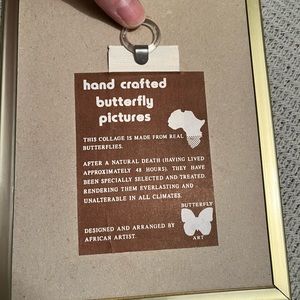 hand crafted
butterfly
pictures
THIS COLLAGE IS MADE FROM REAL
BUTTERFLIES.
AFTER A NATURAL DEATH (HAVING LIVED
APPROXIMATELY 48 HOURS). THEY HAVE
BEEN SPECIALLY SELECTED AND TREATED.
RENDERING THEM EVERLASTING AND
UNALTERABLE IN ALL CLIMATES.
BUTTERFLY
DESIGNED AND ARRANGED BY
AFRICAN ARTIST.
ART